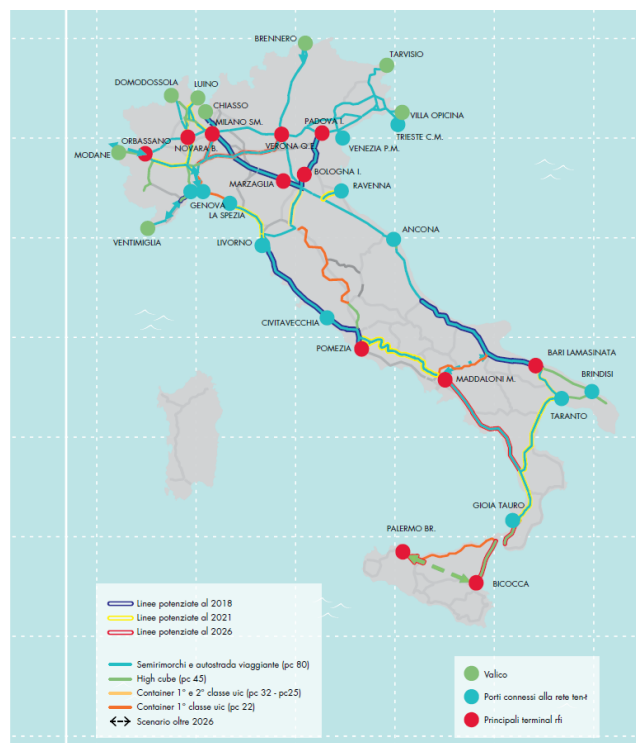 BRENNERO
TARVISIO
DOMODOSSOLA
LUINO
CHIASSO
MILANO SM.
PADOVA I.
VILLA OPICINA
TRIESTE C.M.
ORBASSANO
NOVARA B.
VERONA Q.E.
VENEZIA P.M.
MODANE
BOLOGNA I.
MARZAGLIA
RAVENNA
GENOVA
LA SPEZIA
VENTIMIGLIA
LIVORNO
ANCONA
CIVITAVECCHIA
POMEZIA
BARI LAMASINATA
MADDALONI M.
BRINDISI
TARANTO
GIOIA TAURO
PALERMO BR.
BICOCCA
Linee potenziate al 2018
Linee potenziate al 2021
Linee potenziate al 2026
Semirimorchi e autostrada viaggiante (pc 80)
High cube (pc 45)
Container 1° e 2° classe uic (pc 32 - pc25)
Container 1° classe uic (pc 22)
Scenario oltre 2026
Valico
Porti connessi alla rete ten-t
Principali terminal rfi